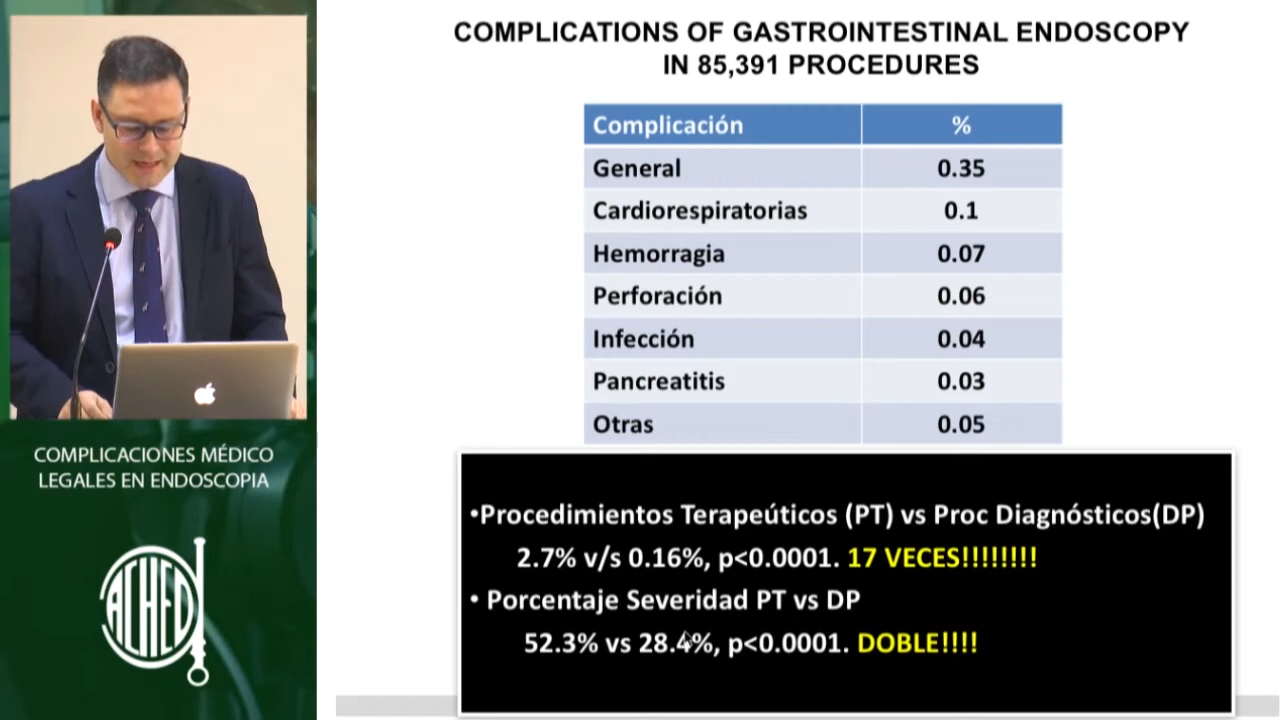 COMPLICATIONS OF GASTROINTESTINAL ENDOSCOPY
IN 85,391 PROCEDURES
Complicación %
General 0.35
Cardiorespiratorias 0.1
Hemorragia 0.07
Perforación 0.06
Infección 0.04
Pancreatitis 0.03
Otras 0.05
•Procedimientos Terapeúticos (PT) vs Proc Diagnósticos(DP)
2.7% v/s 0.16%, p<0.0001. 17 VECES!!!!!!!!
• Porcentaje Severidad PT vs DP
52.3% vs 28.4%, p<0.0001. DOBLE!!!!
COMPLICACIONES MÉDICO
LEGALES EN ENDOSCOPIA
ACHED